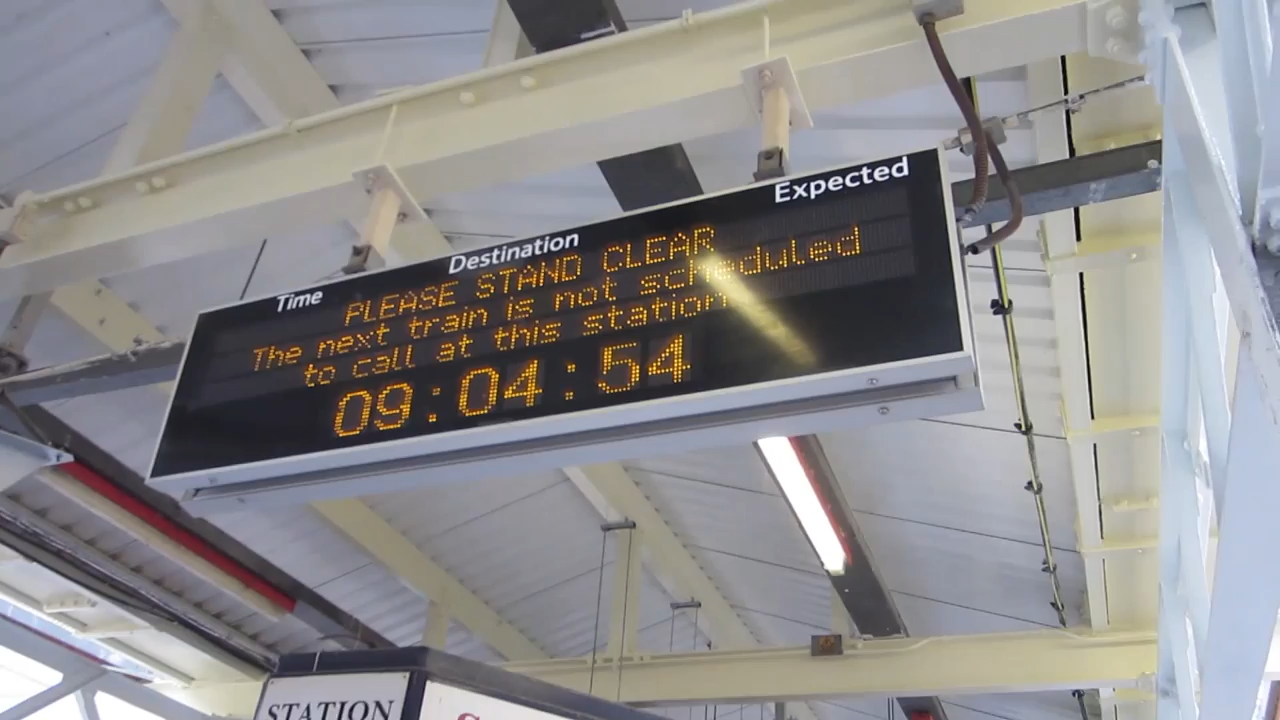 Time Destination Expected
PLEASE STAND CLEAR
The next train is not scheduled
to call at this station
09:04:54
STATION